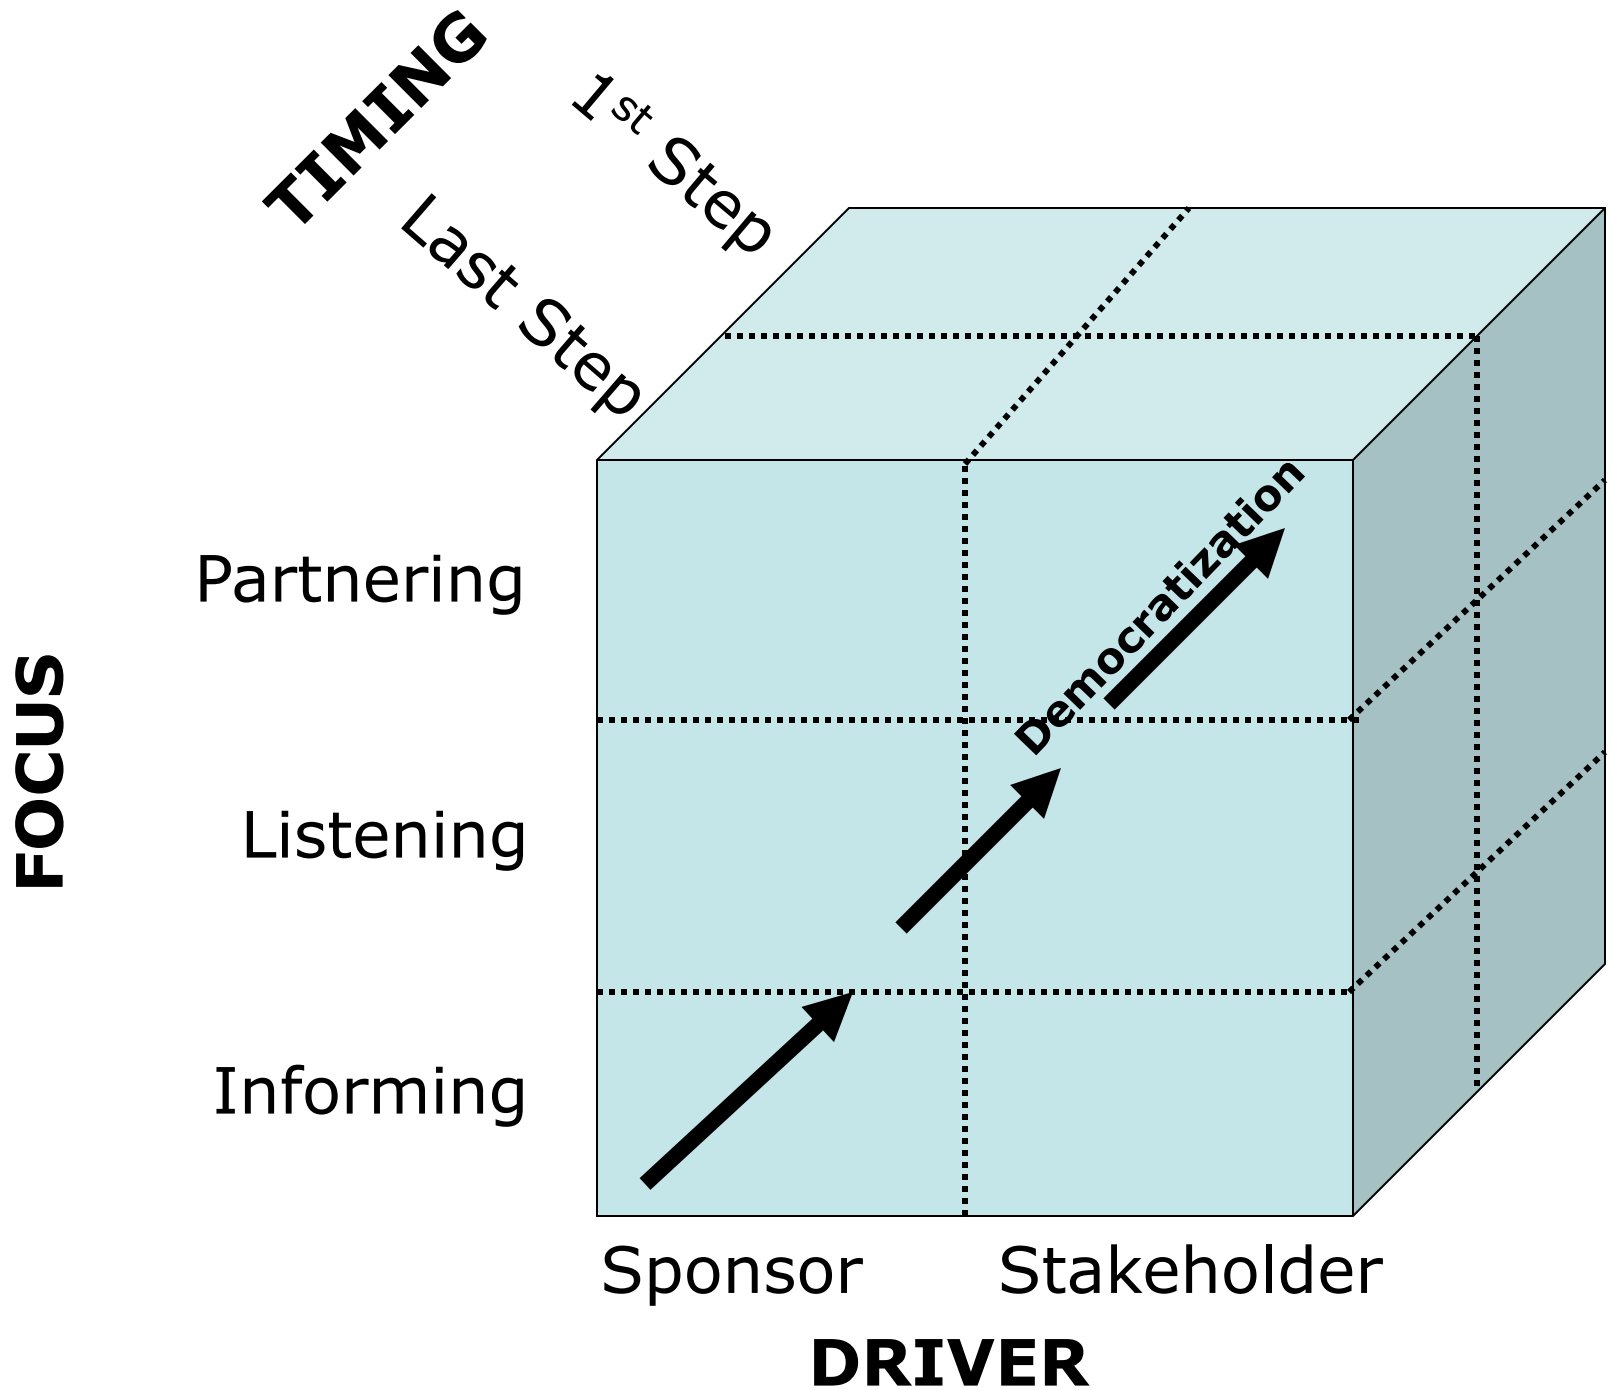 TIMING
1st Step
Last Step
Democratization
Partnering
FOCUS
Listening
Informing
Sponsor
Stakeholder
DRIVER